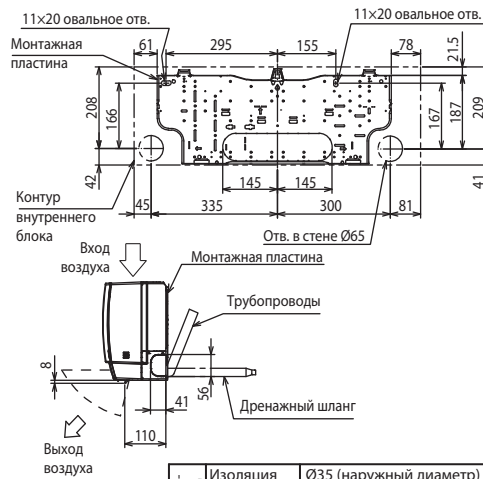 11×20 овальное отв.
11×20 овальное отв.
Монтажная
пластина
61
295
155
78
21.5
208
166
167
187
209
42
41
145
145
Контур
внутреннего
блока
45
335
300
81
Отв. в стене Ø65
Вход
воздуха
Монтажная пластина
Трубопроводы
8
41
56
Дренажный шланг
110
Выход
воздуха
Изоляция
Ø35 (наружный диаметр)